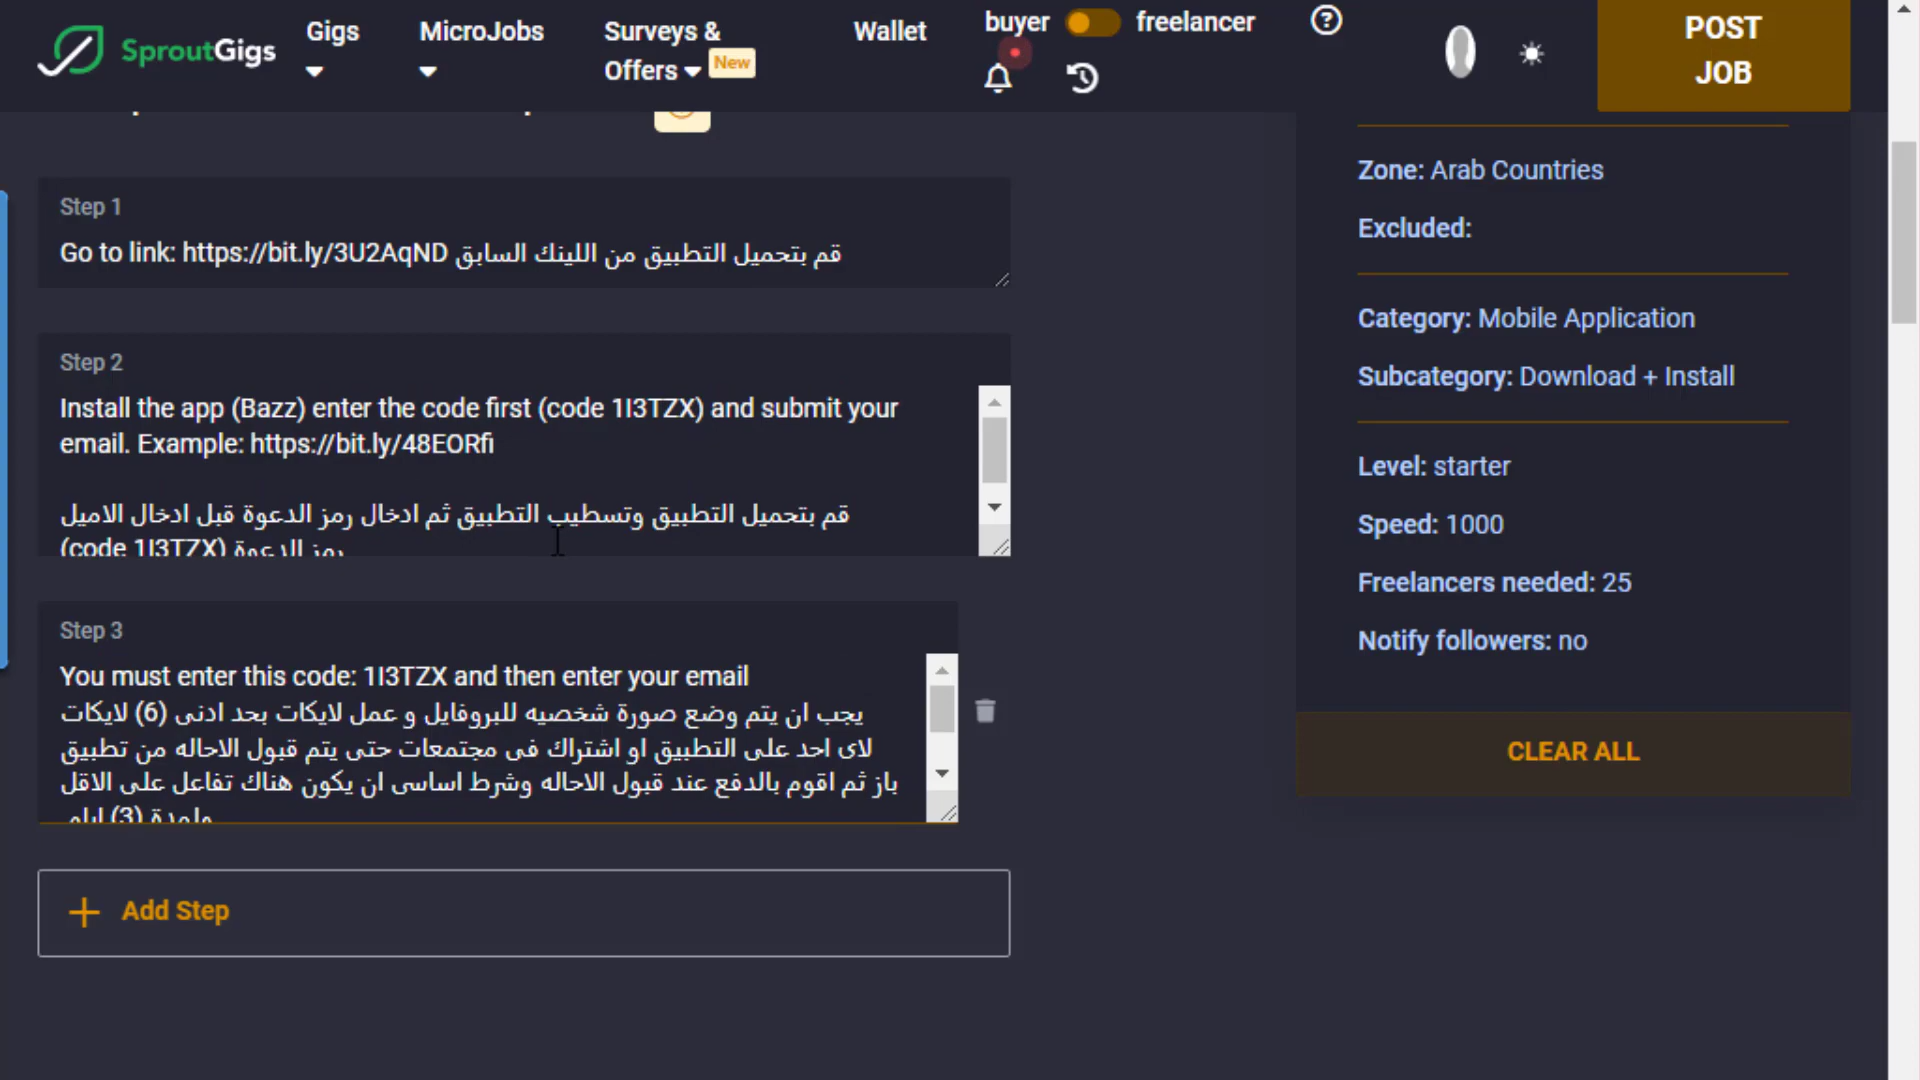 SproutGigs
Gigs
MicroJobs
Surveys &
Offers
New
Wallet
buyer
freelancer
POST
JOB
Step 1
Go to link: https://bit.ly/3U2AqND قم بتحميل التطبيق من اللينك السابق
Step 2
Install the app (Bazz) enter the code first (code 1I3TZX) and submit your
email. Example: https://bit.ly/48EORfi
قم بتحميل التطبيق وتسطيب التطبيق ثم ادخال رمز الدعوة قبل ادخال الاميل
(code 1I3TZX) رمز الدعوة
Step 3
You must enter this code: 1I3TZX and then enter your email
يجب ان يتم وضع صورة شخصيه للبروفايل و عمل لايكات بحد ادنى (6) لايكات
لاى احد على التطبيق او اشتراك فى مجتمعات حتى يتم قبول الاحاله من تطبيق
باز ثم اقوم بالدفع عند قبول الاحاله وشرط اساسى ان يكون هناك تفاعل على الاقل
ولمدة (3) ايام
Add Step
Zone: Arab Countries
Excluded:
Category: Mobile Application
Subcategory: Download + Install
Level: starter
Speed: 1000
Freelancers needed: 25
Notify followers: no
CLEAR ALL